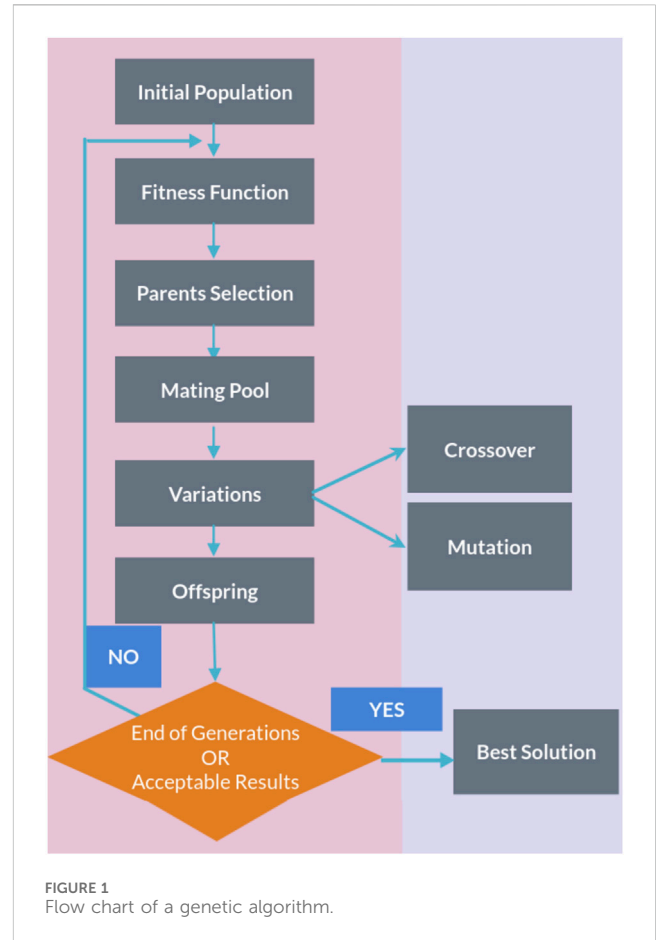 Initial Population
Fitness Function
Parents Selection
Mating Pool
Crossover
Variations
Mutation
Offspring
NO
YES
End of Generations
OR
Acceptable Results
Best Solution
FIGURE 1
Flow chart of a genetic algorithm.